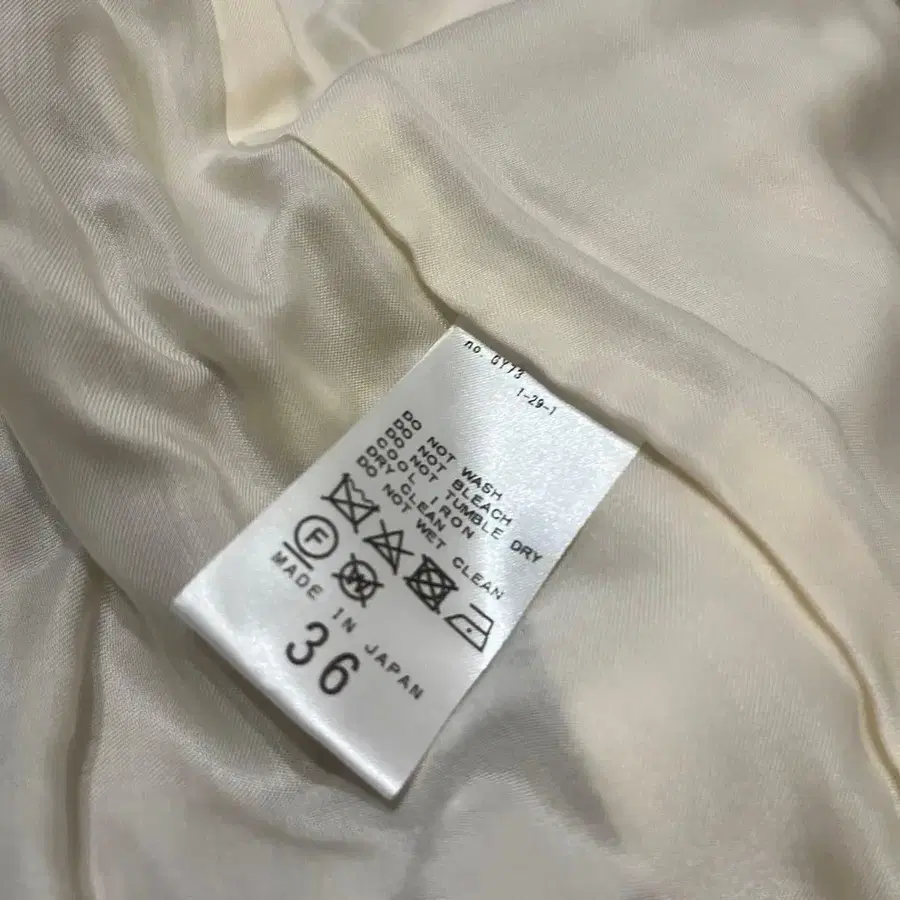 no. GY73
1-29-1
DO NOT WASH
DO NOT BLEACH
DO NOT TUMBLE DRY
COOL IRON
DRY CLEAN
DO NOT WET CLEAN
F W
MADE IN JAPAN
36